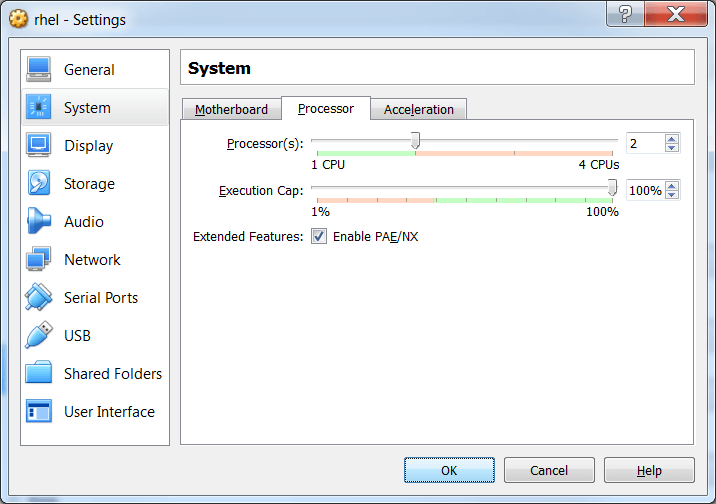 rhel - Settings
?
X
General
System
Display
Storage
Audio
Network
Serial Ports
USB
Shared Folders
User Interface
System
Motherboard Processor Acceleration
Processor(s): 2
1 CPU 4 CPUs
Execution Cap: 100%
1% 100%
Extended Features: Enable PAE/NX
OK Cancel Help